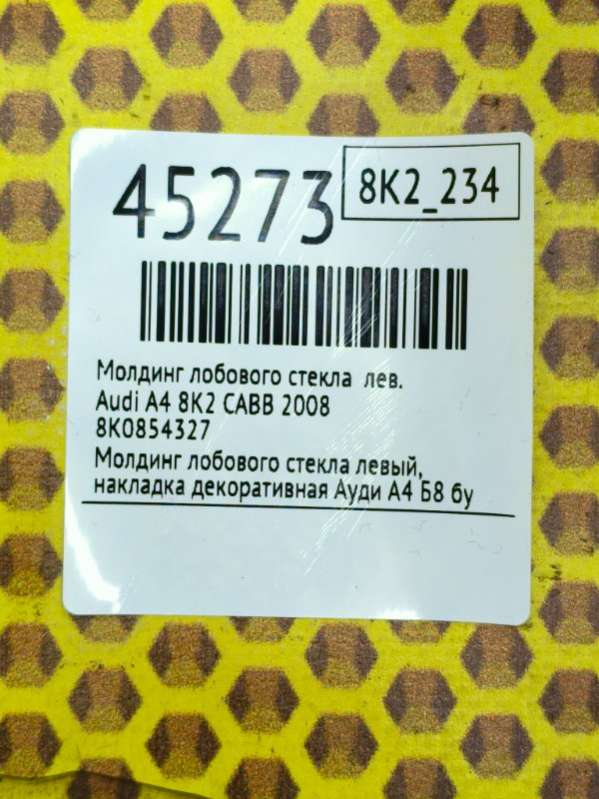 45273
8K2_234
Молдинг лобового стекла лев.
Audi A4 8K2 CABB 2008
8K0854327
Молдинг лобового стекла левый,
накладка декоративная Ауди А4 Б8 бу